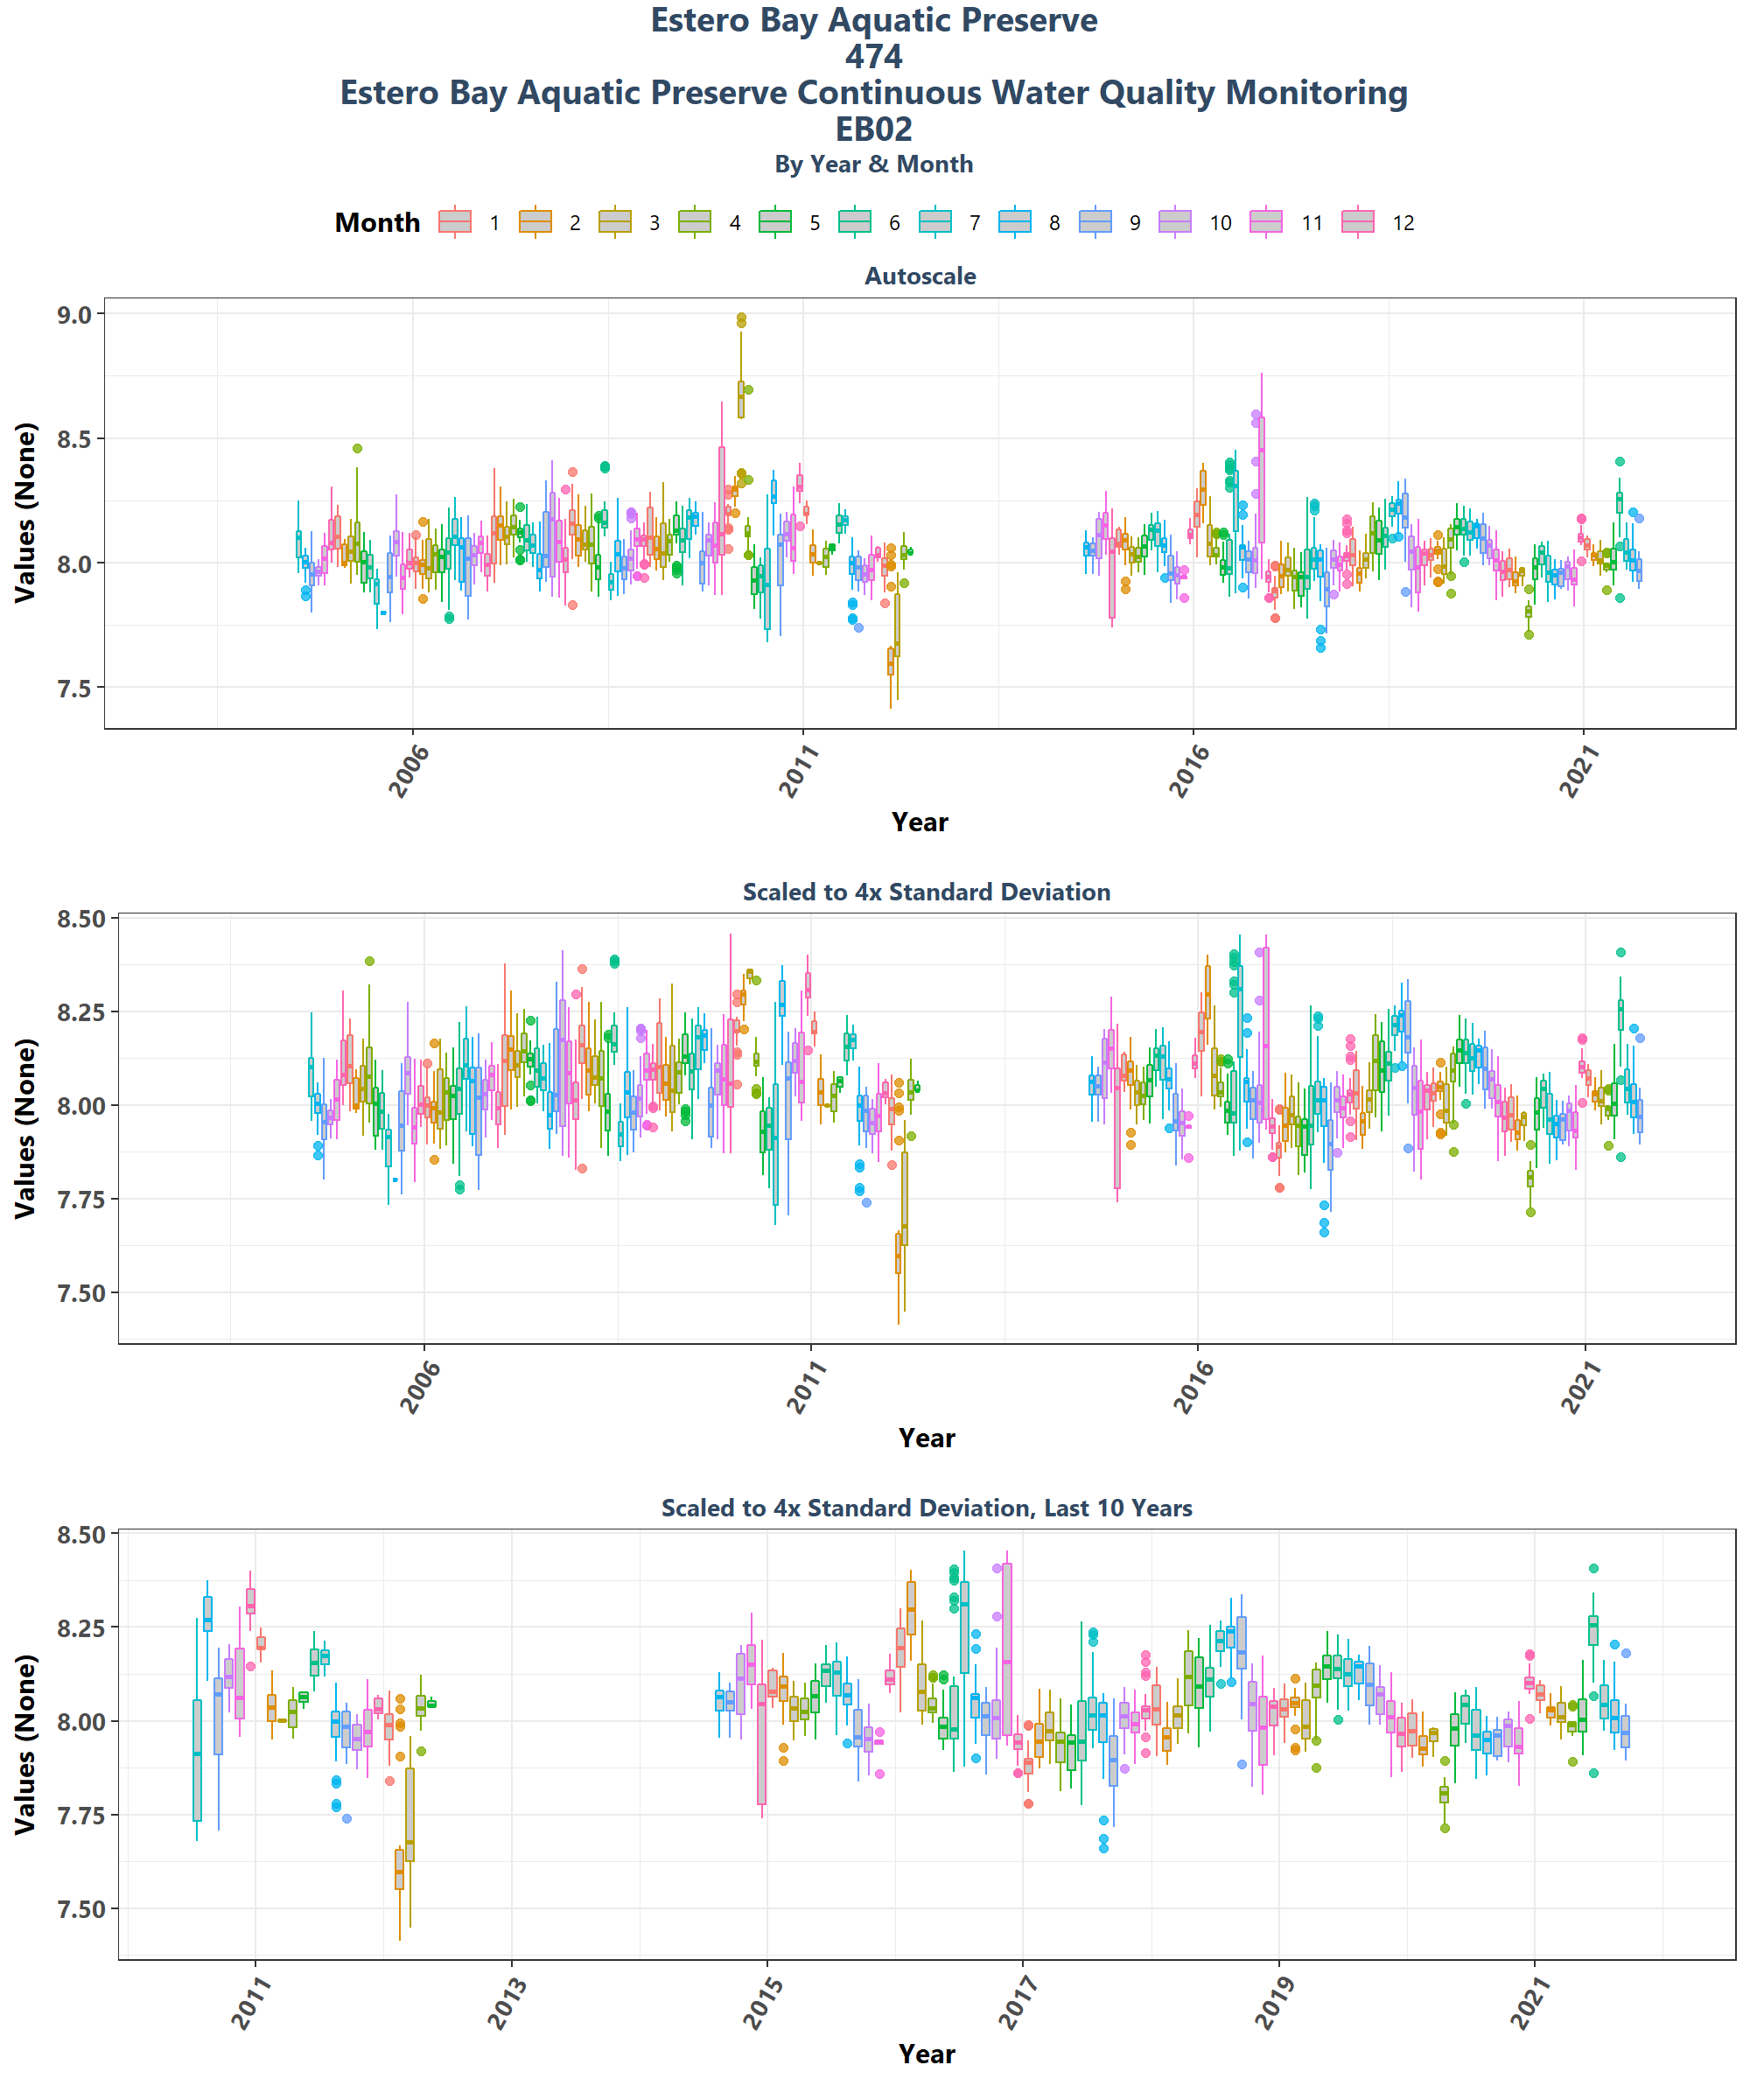 Estero Bay Aquatic Preserve
474
Estero Bay Aquatic Preserve Continuous Water Quality Monitoring
EB02
By Year & Month
Month 1 2 3 4 5 6 7 8 9 10 11 12
Autoscale
9.0
8.5
8.0
7.5
Values (None)
2006 2011 2016 2021
Year
Scaled to 4x Standard Deviation
8.50
8.25
8.00
7.75
7.50
Values (None)
2006 2011 2016 2021
Year
Scaled to 4x Standard Deviation, Last 10 Years
8.50
8.25
8.00
7.75
7.50
Values (None)
2011 2013 2015 2017 2019 2021
Year